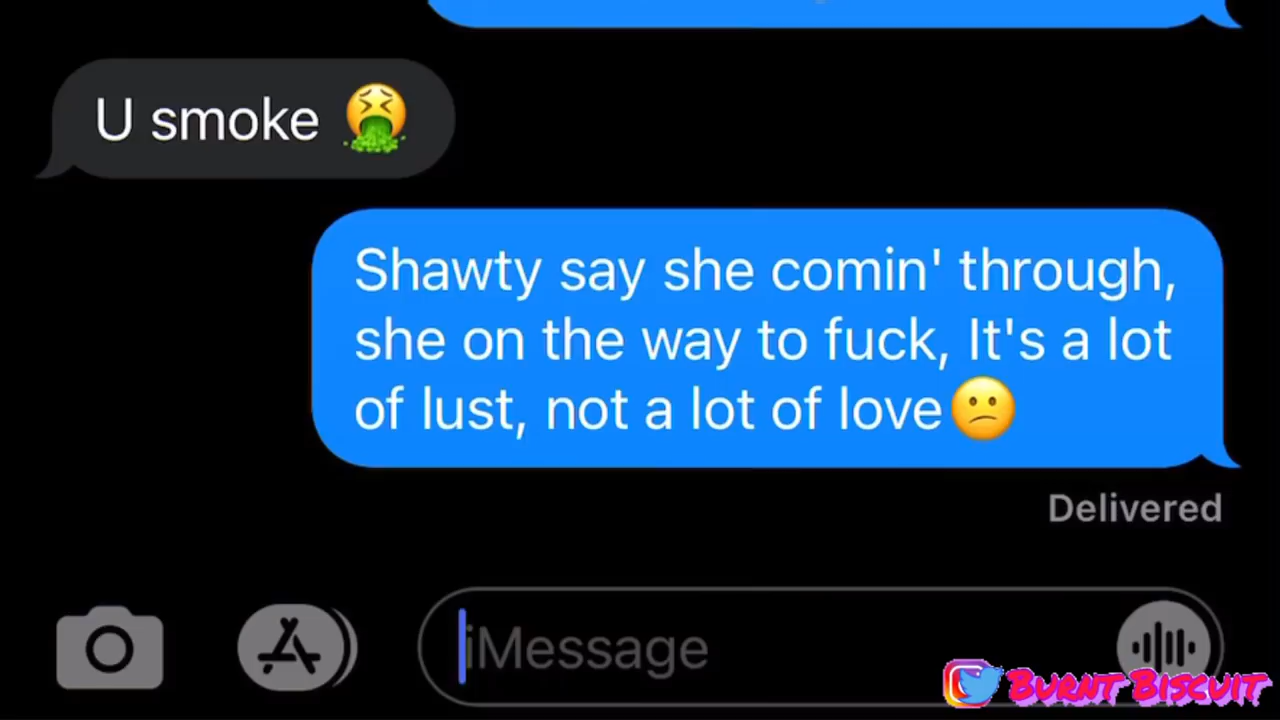 U smoke 🤮
Shawty say she comin' through,
she on the way to fuck, It's a lot
of lust, not a lot of love😕
Delivered
iMessage
Burnt Biscuit